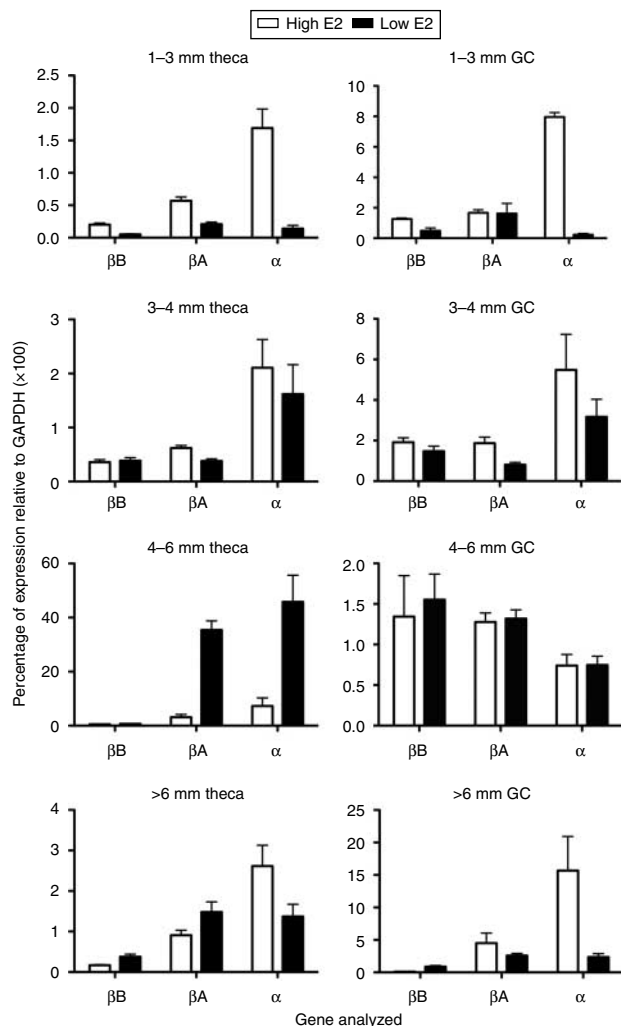 High E2 Low E2
1–3 mm theca
2.5
2.0
1.5
1.0
0.5
0.0
βB βA α
1–3 mm GC
10
8
6
4
2
0
βB βA α
3–4 mm theca
3
2
1
0
βB βA α
3–4 mm GC
8
6
4
2
0
βB βA α
4–6 mm theca
60
40
20
0
βB βA α
4–6 mm GC
2.0
1.5
1.0
0.5
0.0
βB βA α
>6 mm theca
4
3
2
1
0
βB βA α
>6 mm GC
25
20
15
10
5
0
βB βA α
Percentage of expression relative to GAPDH (×100)
Gene analyzed